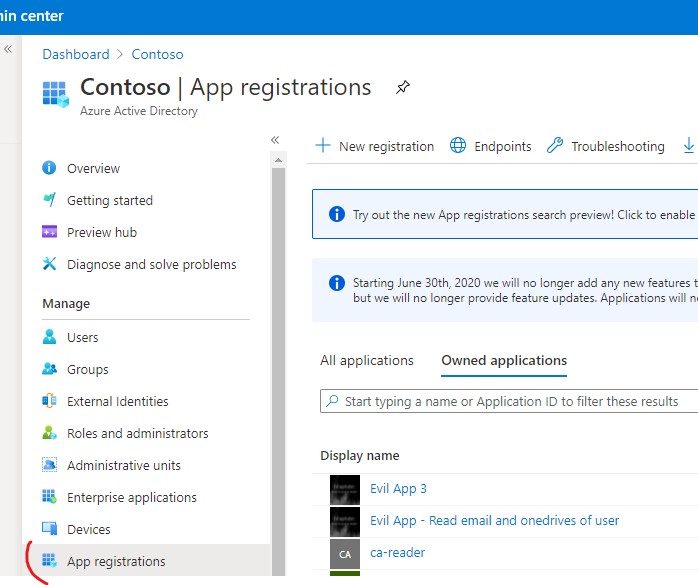 min center
Dashboard > Contoso
Contoso | App registrations
Azure Active Directory
Overview
Getting started
Preview hub
Diagnose and solve problems
Manage
Users
Groups
External Identities
Roles and administrators
Administrative units
Enterprise applications
Devices
App registrations
New registration
Endpoints
Troubleshooting
Try out the new App registrations search preview! Click to enable
Starting June 30th, 2020 we will no longer add any new features t
but we will no longer provide feature updates. Applications will n
All applications
Owned applications
Start typing a name or Application ID to filter these results
Display name
Evil App 3
Evil App - Read email and onedrives of user
CA
ca-reader